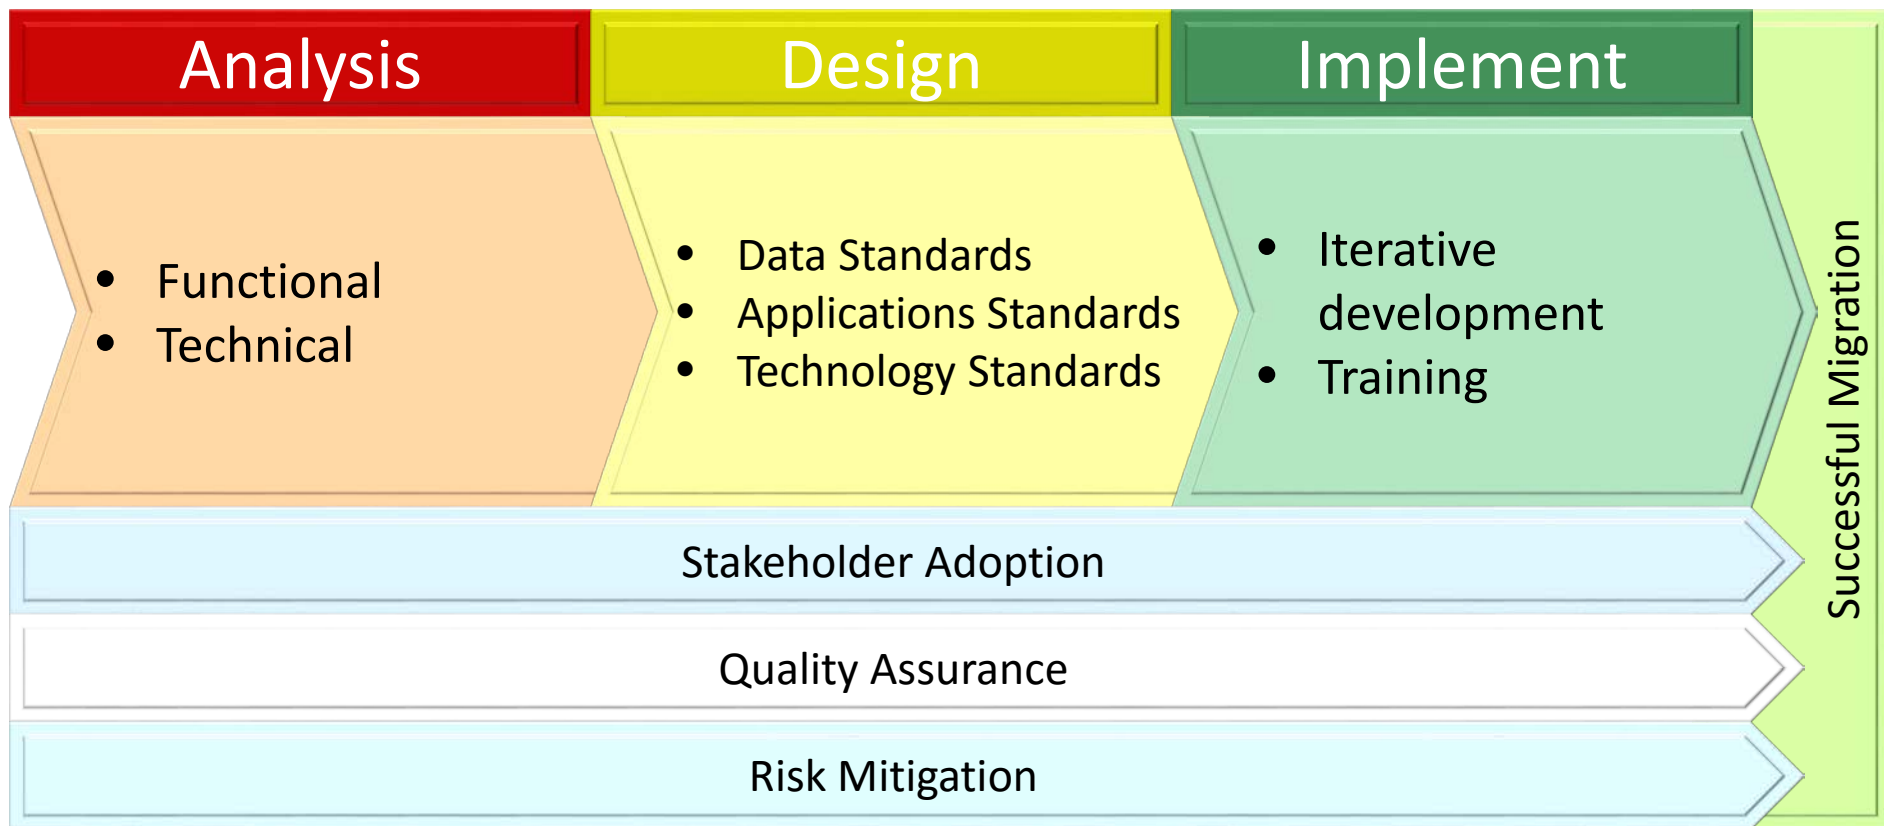 Analysis
Design
Implement
• Functional
• Technical
• Data Standards
• Applications Standards
• Technology Standards
• Iterative
development
• Training
Successful Migration
Stakeholder Adoption
Quality Assurance
Risk Mitigation